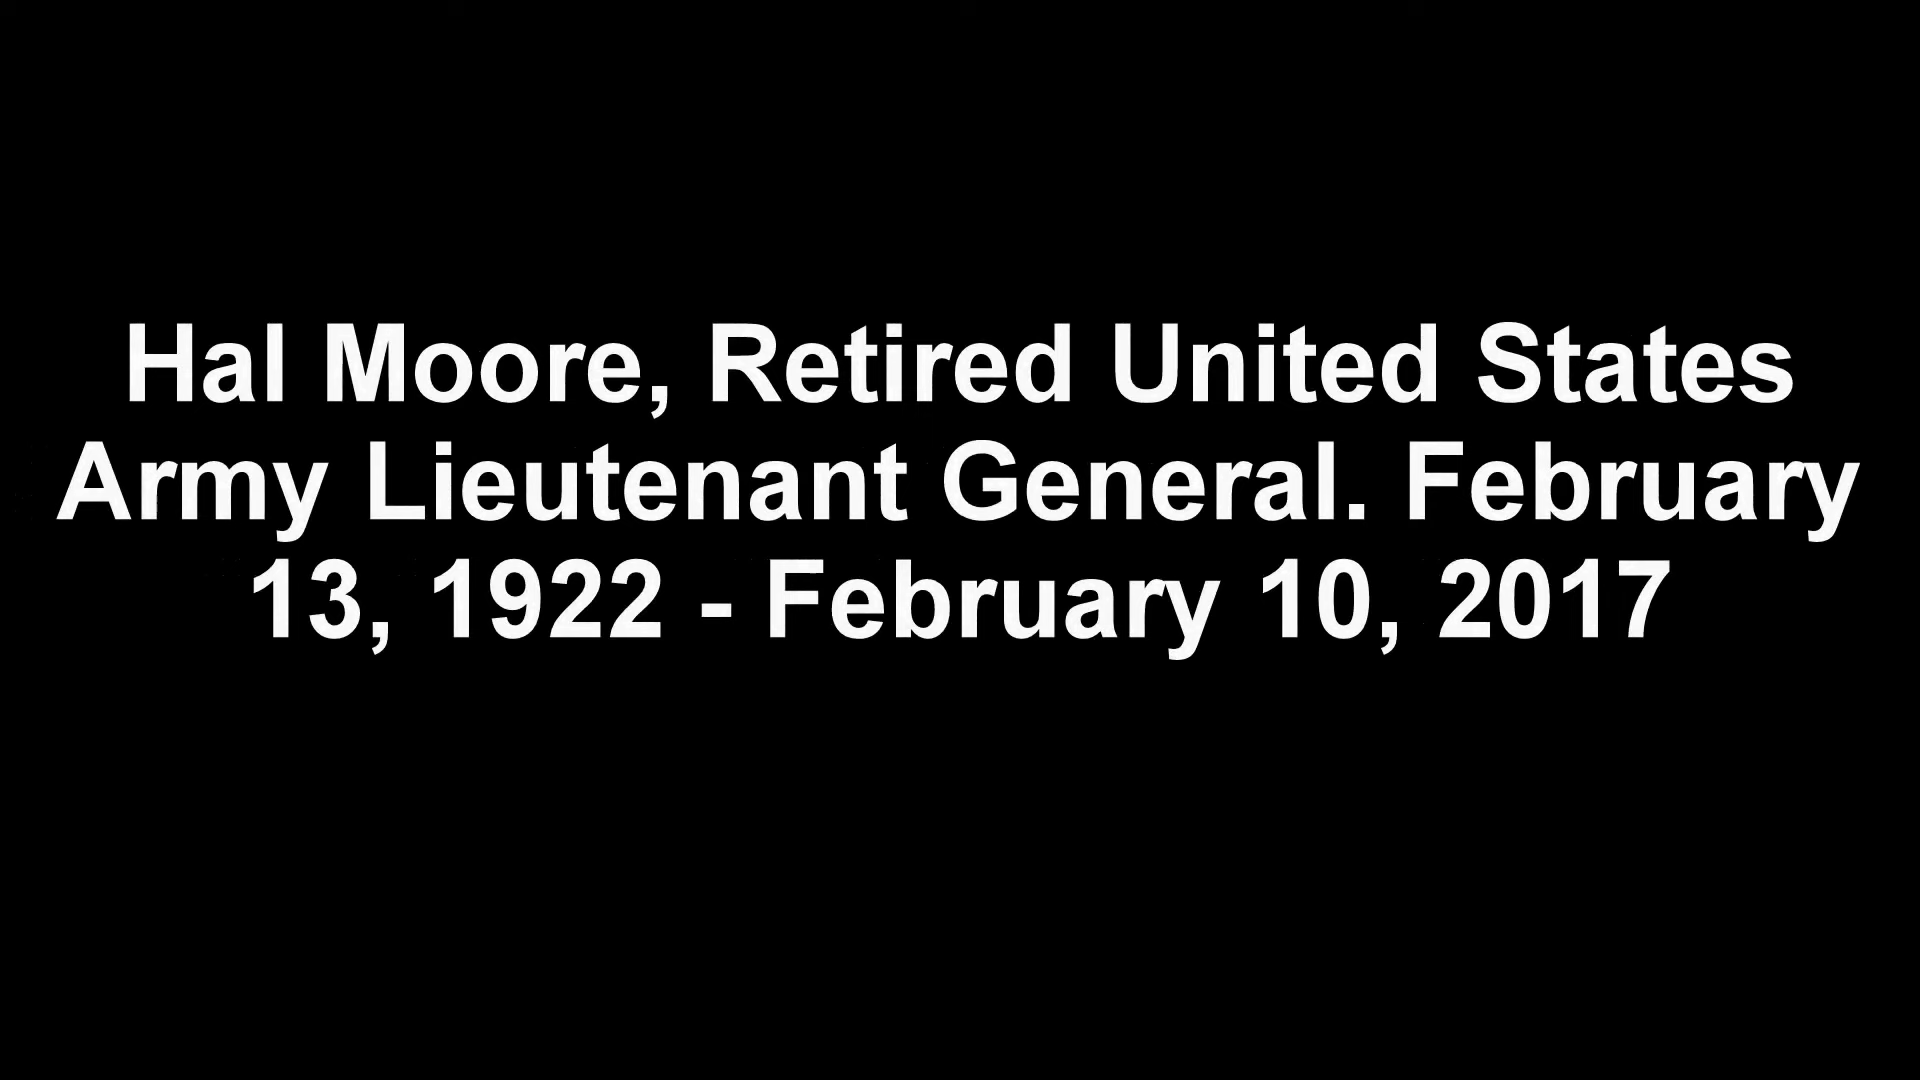 Hal Moore, Retired United States
Army Lieutenant General. February
13, 1922 - February 10, 2017